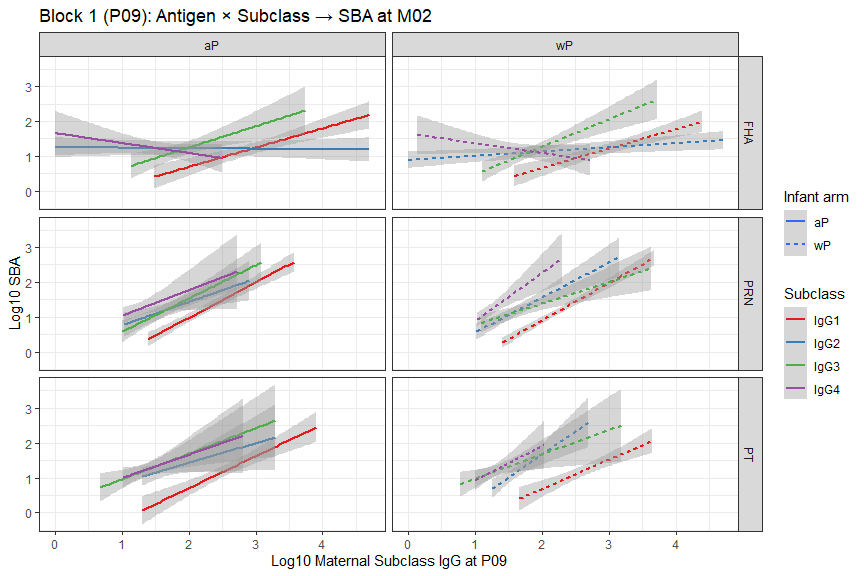 Block 1 (P09): Antigen × Subclass → SBA at M02
aP
wP
3
2
1
0
FHA
3
2
1
0
PRN
3
2
1
0
PT
Log10 SBA
0
1
2
3
4
0
1
2
3
4
Log10 Maternal Subclass IgG at P09
Infant arm
aP
wP
Subclass
IgG1
IgG2
IgG3
IgG4